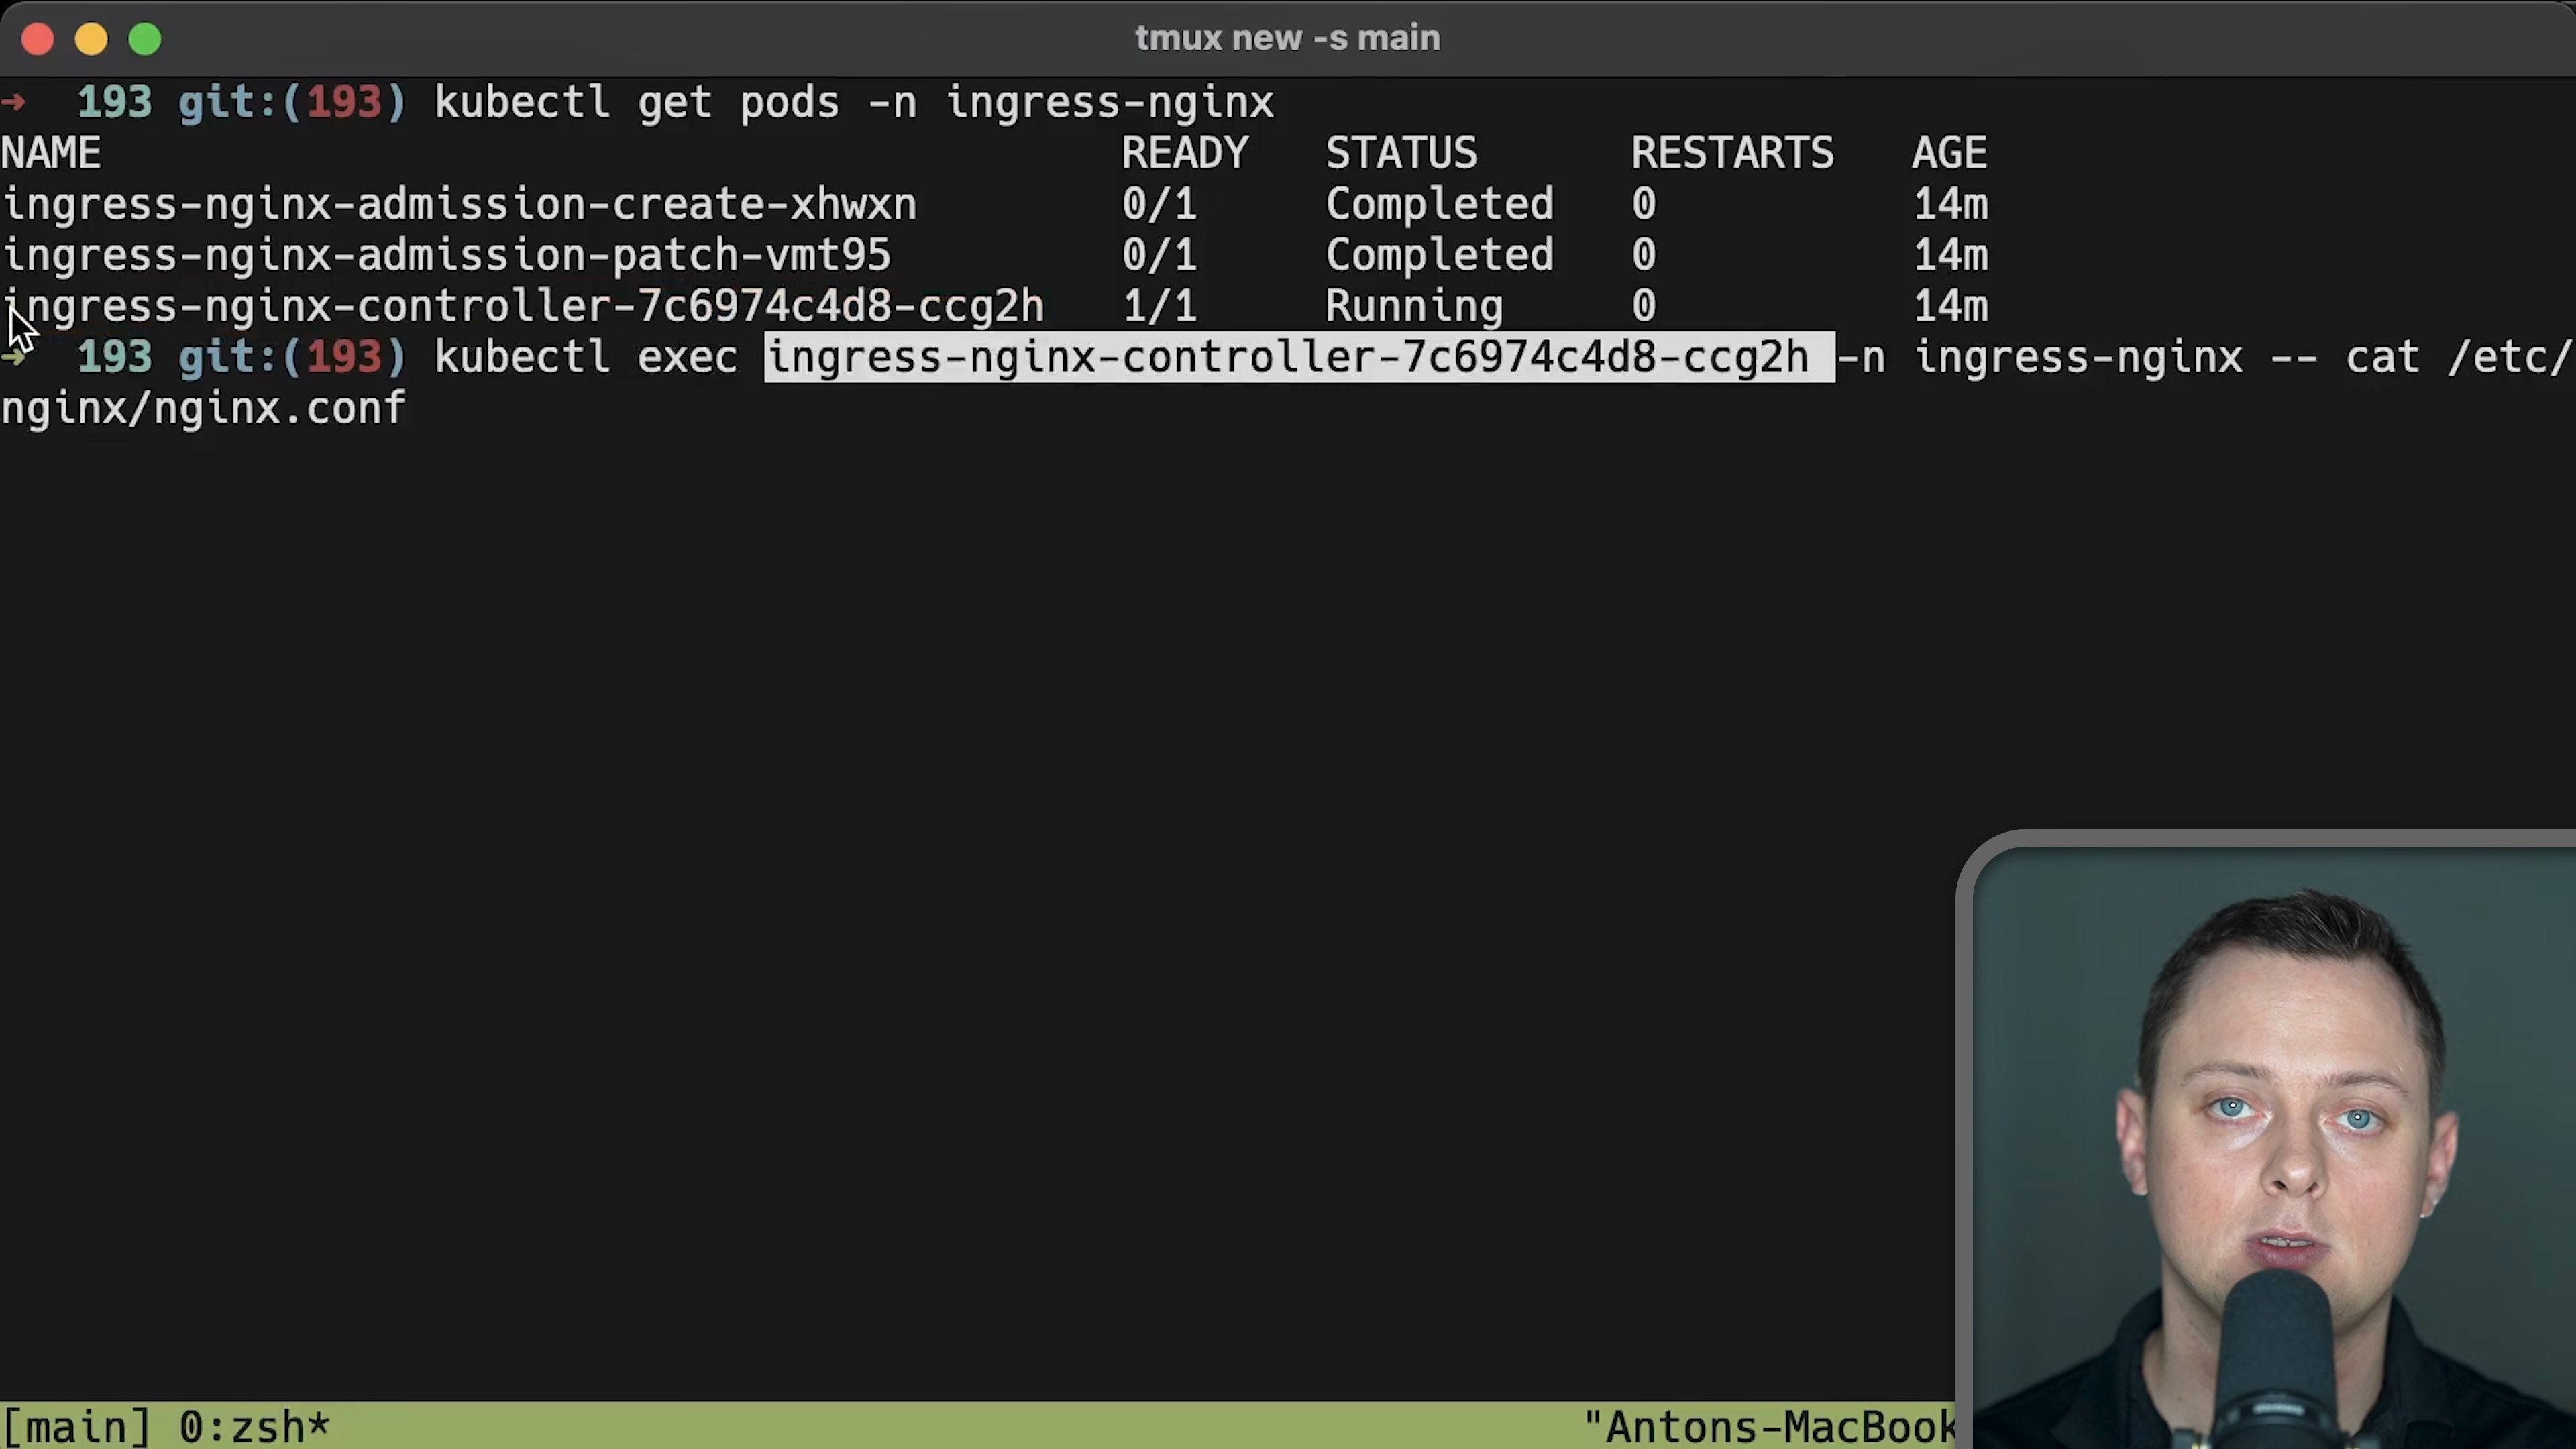 tmux new -s main
➜  193 git:(193) kubectl get pods -n ingress-nginx
NAME                                        READY   STATUS      RESTARTS   AGE
ingress-nginx-admission-create-xhwxn        0/1     Completed   0          14m
ingress-nginx-admission-patch-vmt95         0/1     Completed   0          14m
ingress-nginx-controller-7c6974c4d8-ccg2h   1/1     Running     0          14m
➜  193 git:(193) kubectl exec ingress-nginx-controller-7c6974c4d8-ccg2h -n ingress-nginx -- cat /etc/
nginx/nginx.conf
[main] 0:zsh* "Antons-MacBook